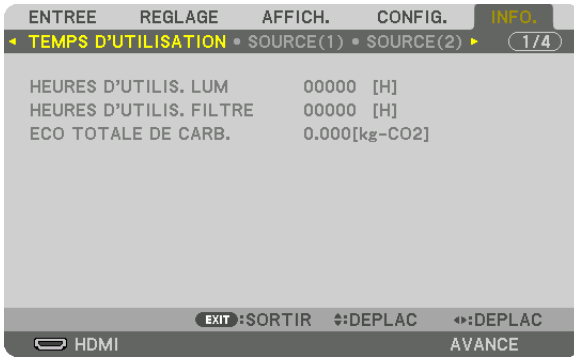 ENTREE REGLAGE AFFICH. CONFIG. INFO.
TEMPS D'UTILISATION • SOURCE(1) • SOURCE(2) 1/4
HEURES D'UTILIS. LUM 00000 [H]
HEURES D'UTILIS. FILTRE 00000 [H]
ECO TOTALE DE CARB. 0.000[kg-CO2]
EXIT :SORTIR :DEPLAC :DEPLAC
HDMI AVANCE